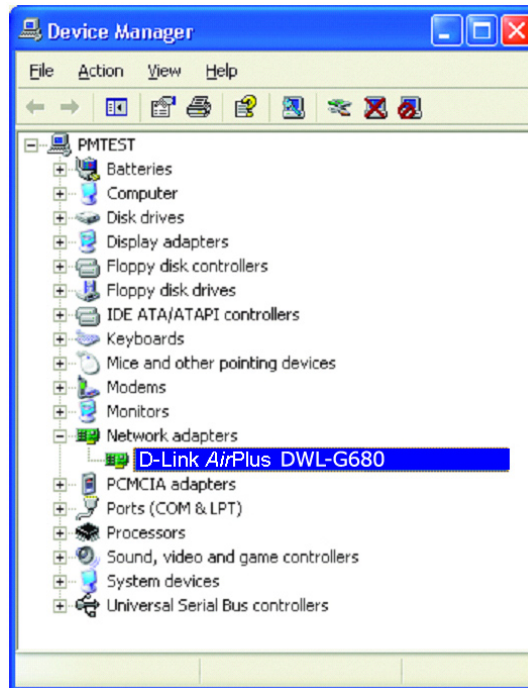 Device Manager
File Action View Help
PMTEST
Batteries
Computer
Disk drives
Display adapters
Floppy disk controllers
Floppy disk drives
IDE ATA/ATAPI controllers
Keyboards
Mice and other pointing devices
Modems
Monitors
Network adapters
D-Link AirPlus DWL-G680
PCMCIA adapters
Ports (COM & LPT)
Processors
Sound, video and game controllers
System devices
Universal Serial Bus controllers